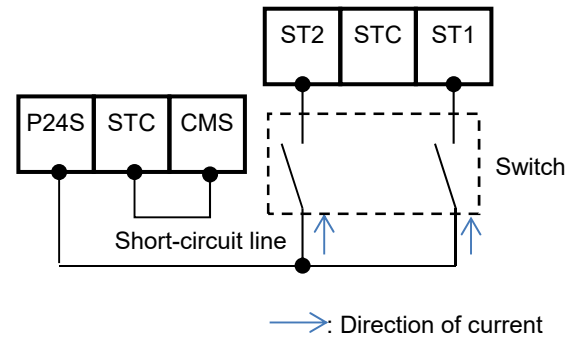 ST2 STC ST1
P24S STC CMS
Switch
Short-circuit line
: Direction of current